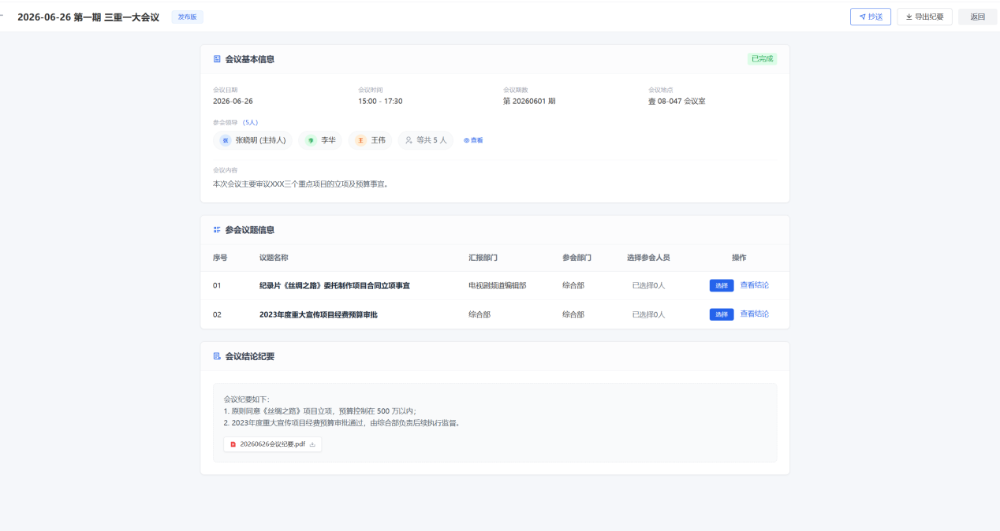 2026-06-26 第一期 三重一大会议 发布版 抄送 导出纪要 返回
会议基本信息 已完成
会议日期 会议时间 会议期数 会议地点
2026-06-26 15:00 - 17:30 第 20260601 期 壹 08-047 会议室
参会领导 (5人)
张 张晓明 (主持人) 李 李华 王 王伟 等共 5 人 查看
会议内容
本次会议主要审议XXX三个重点项目的立项及预算事宜。
参会议题信息
序号 议题名称 汇报部门 参会部门 选择参会人员 操作
01 纪录片《丝绸之路》委托制作项目合同立项事宜 电视剧频道编辑部 综合部 已选择0人 选择 查看结论
02 2023年度重大宣传项目经费预算审批 综合部 综合部 已选择0人 选择 查看结论
会议结论纪要
会议纪要如下：
1. 原则同意《丝绸之路》项目立项，预算控制在 500 万以内；
2. 2023年度重大宣传项目经费预算审批通过，由综合部负责后续执行监督。
20260626会议纪要.pdf